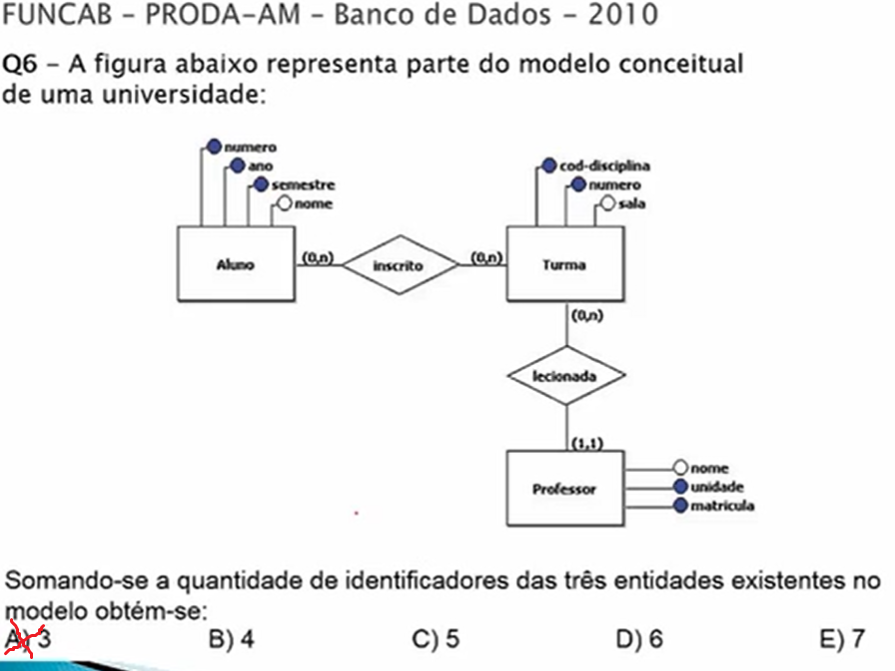 FUNCAB - PRODA-AM - Banco de Dados - 2010
Q6 - A figura abaixo representa parte do modelo conceitual
de uma universidade:
numero
ano
semestre
nome
cod-disciplina
numero
sala
Aluno
(0,n)
inscrito
(0,n)
Turma
(0,n)
lecionada
(1,1)
Professor
nome
unidade
matricula
Somando-se a quantidade de identificadores das três entidades existentes no
modelo obtém-se:
A) 3 B) 4 C) 5 D) 6 E) 7